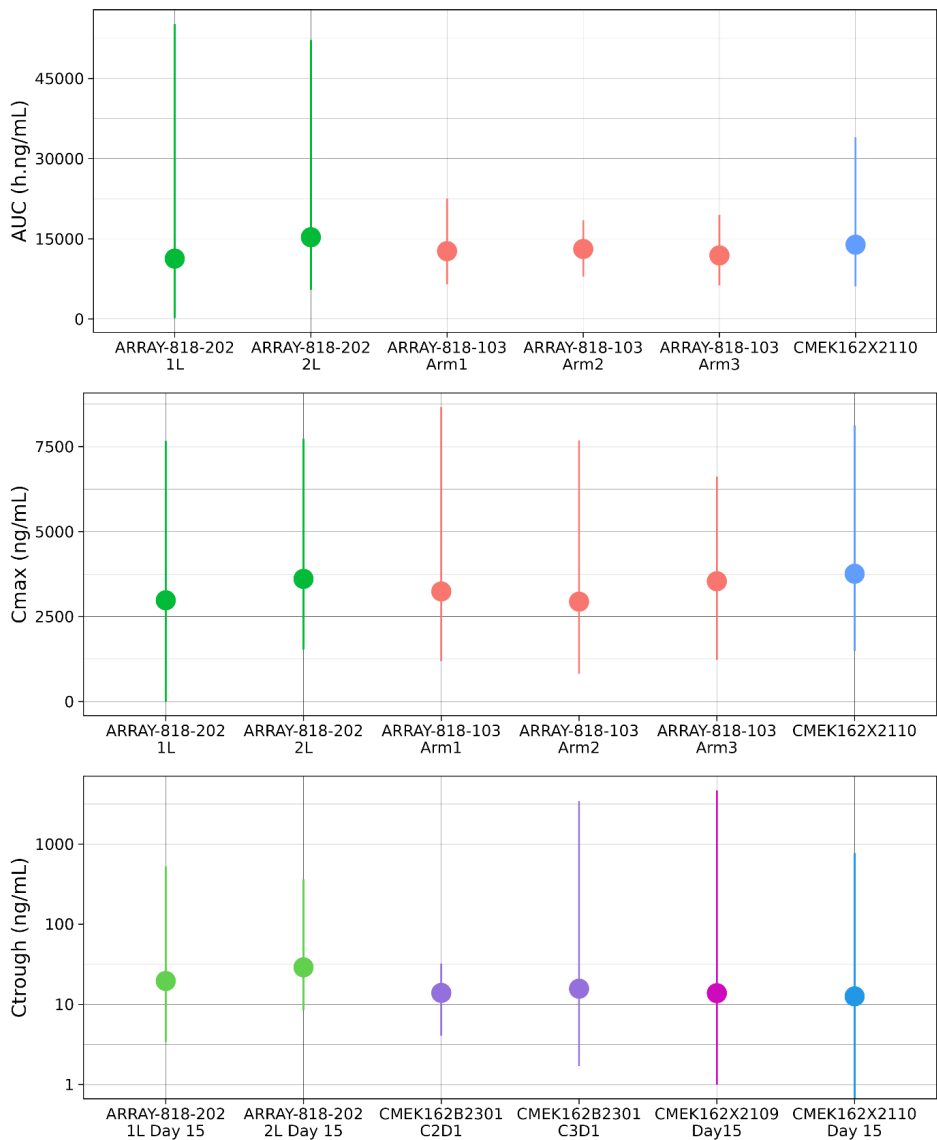 AUC (h.ng/mL)
45000
30000
15000
0
ARRAY-818-202 ARRAY-818-202 ARRAY-818-103 ARRAY-818-103 ARRAY-818-103 CMEK162X2110
1L 2L Arm1 Arm2 Arm3
Cmax (ng/mL)
7500
5000
2500
0
ARRAY-818-202 ARRAY-818-202 ARRAY-818-103 ARRAY-818-103 ARRAY-818-103 CMEK162X2110
1L 2L Arm1 Arm2 Arm3
Ctrough (ng/mL)
1000
100
10
1
ARRAY-818-202 ARRAY-818-202 CMEK162B2301 CMEK162B2301 CMEK162X2109 CMEK162X2110
1L Day 15 2L Day 15 C2D1 C3D1 Day15 Day 15